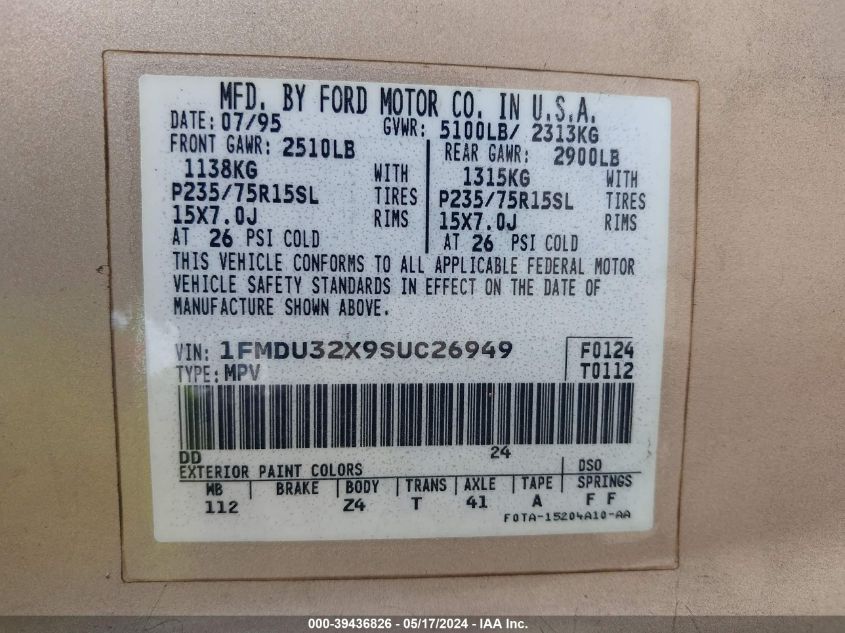 MFD. BY FORD MOTOR CO. IN U.S.A.
DATE: 07/95 GVWR: 5100LB/ 2313KG
FRONT GAWR: 2510LB REAR GAWR: 2900LB
1138KG WITH 1315KG WITH
P235/75R15SL TIRES P235/75R15SL TIRES
15X7.0J RIMS 15X7.0J RIMS
AT 26 PSI COLD AT 26 PSI COLD
THIS VEHICLE CONFORMS TO ALL APPLICABLE FEDERAL MOTOR
VEHICLE SAFETY STANDARDS IN EFFECT ON THE DATE OF
MANUFACTURE SHOWN ABOVE.
VIN: 1FMDU32X9SUC26949 F0124
TYPE: MPV T0112
DD 24
EXTERIOR PAINT COLORS DSO
WB BRAKE BODY TRANS AXLE TAPE SPRINGS
112 Z4 T 41 A F F
F0TA-15204A10-AA
000-39436826 - 05/17/2024 - IAA Inc.